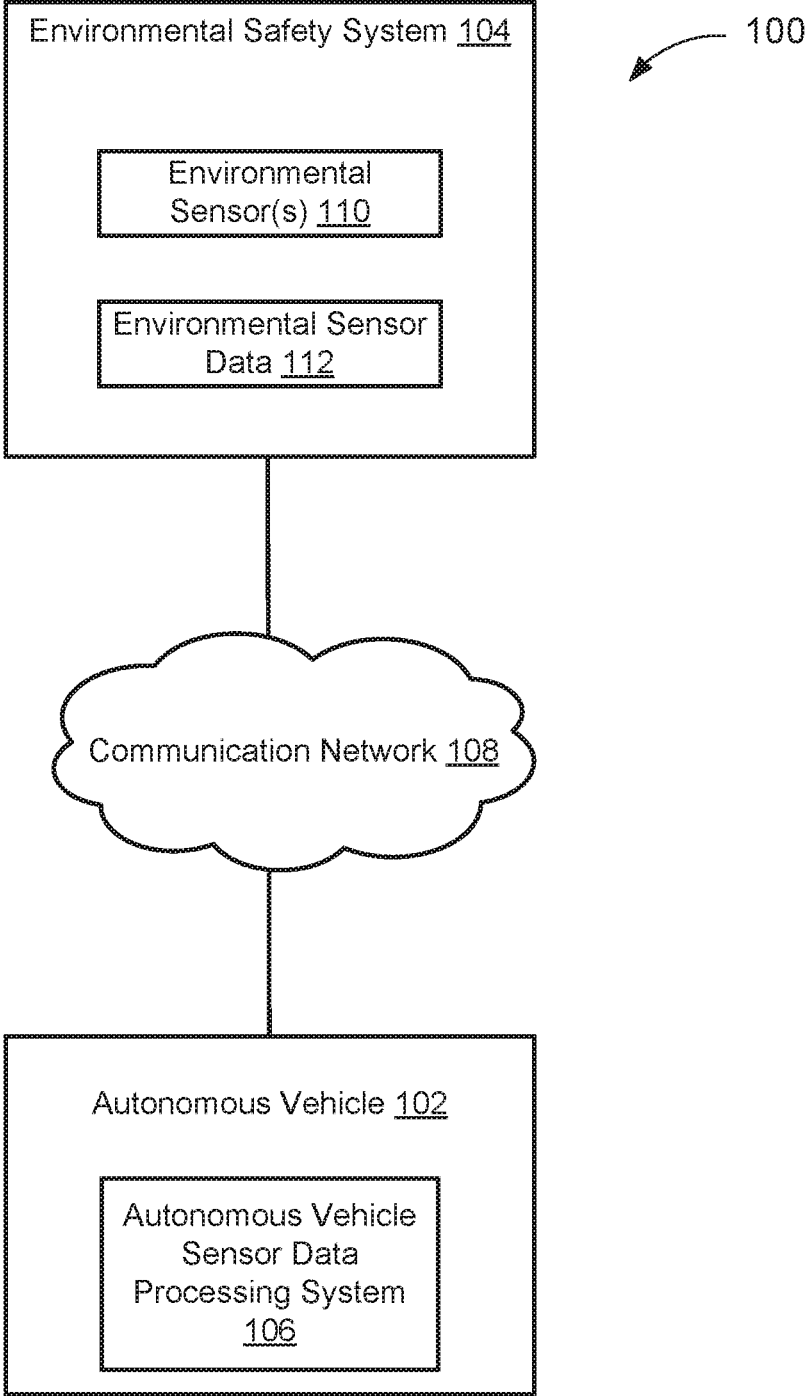 Environmental Safety System 104
100
Environmental
Sensor(s) 110
Environmental Sensor
Data 112
Communication Network 108
Autonomous Vehicle 102
Autonomous Vehicle
Sensor Data
Processing System
106